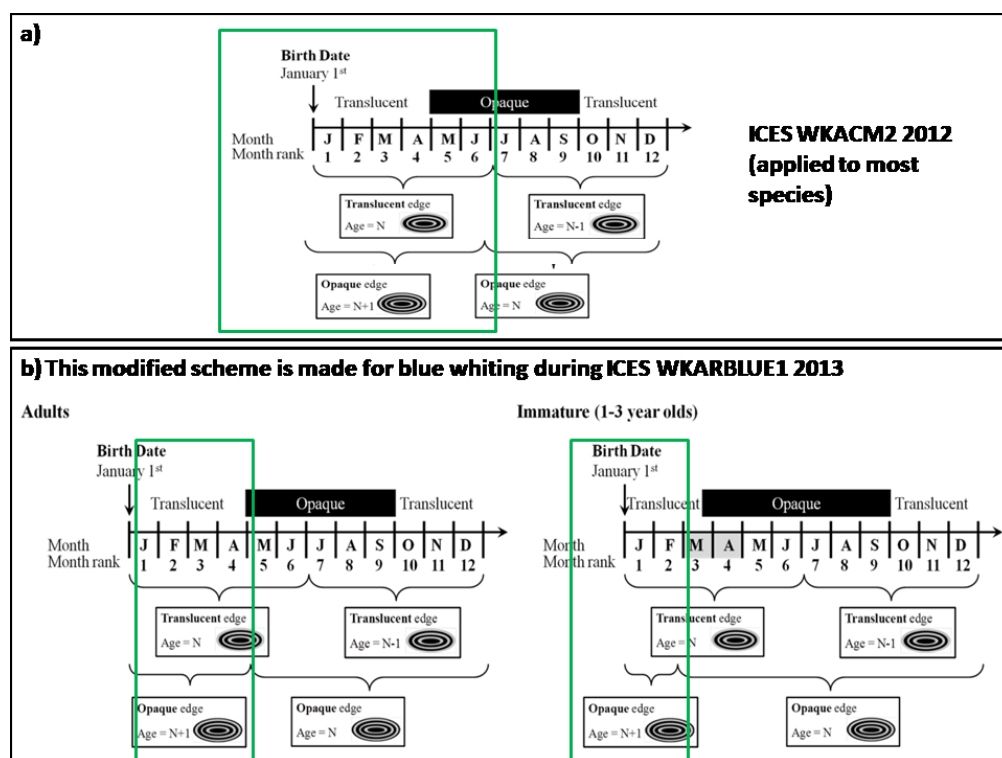 a)
Birth Date
January 1st
Translucent Opaque Translucent
Month J F M A M J J A S O N D
Month rank 1 2 3 4 5 6 7 8 9 10 11 12
ICES WKACM2 2012
(applied to most
species)
Translucent edge
Age = N
Translucent edge
Age = N-1
Opaque edge
Age = N+1
Opaque edge
Age = N
b) This modified scheme is made for blue whiting during ICES WKARBLUE1 2013
Adults
Birth Date
January 1st
Translucent Opaque Translucent
Month J F M A M J J A S O N D
Month rank 1 2 3 4 5 6 7 8 9 10 11 12
Translucent edge
Age = N
Translucent edge
Age = N-1
Opaque edge
Age = N+1
Opaque edge
Age = N
Immature (1-3 year olds)
Birth Date
January 1st
Translucent Opaque Translucent
Month J F M A M J J A S O N D
Month rank 1 2 3 4 5 6 7 8 9 10 11 12
Translucent edge
Age = N
Translucent edge
Age = N-1
Opaque edge
Age = N+1
Opaque edge
Age = N